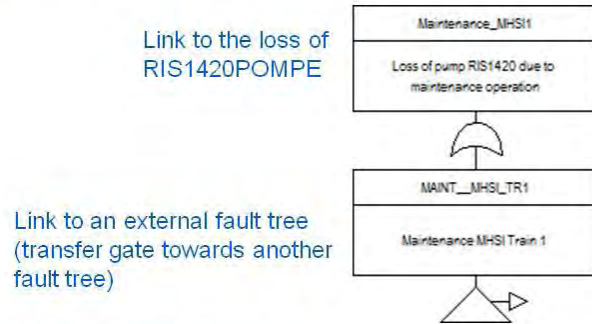 Maintenance_MHSI1
Link to the loss of
RIS1420POMPE
Loss of pump RIS1420 due to
maintenance operation
MAINT__MHSI_TR1
Link to an external fault tree
(transfer gate towards another
fault tree)
Maintenance MHSI Train 1